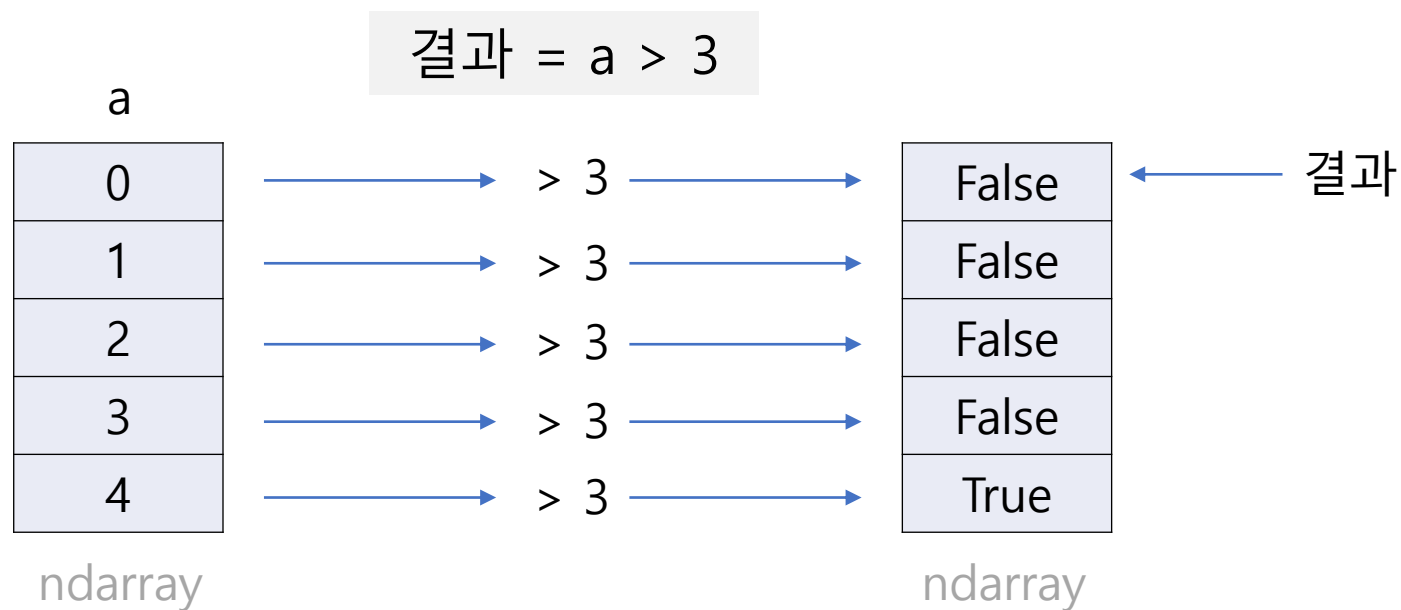 결과 = a > 3
a
0 > 3 False 결과
1 > 3 False
2 > 3 False
3 > 3 False
4 > 3 True
ndarray ndarray